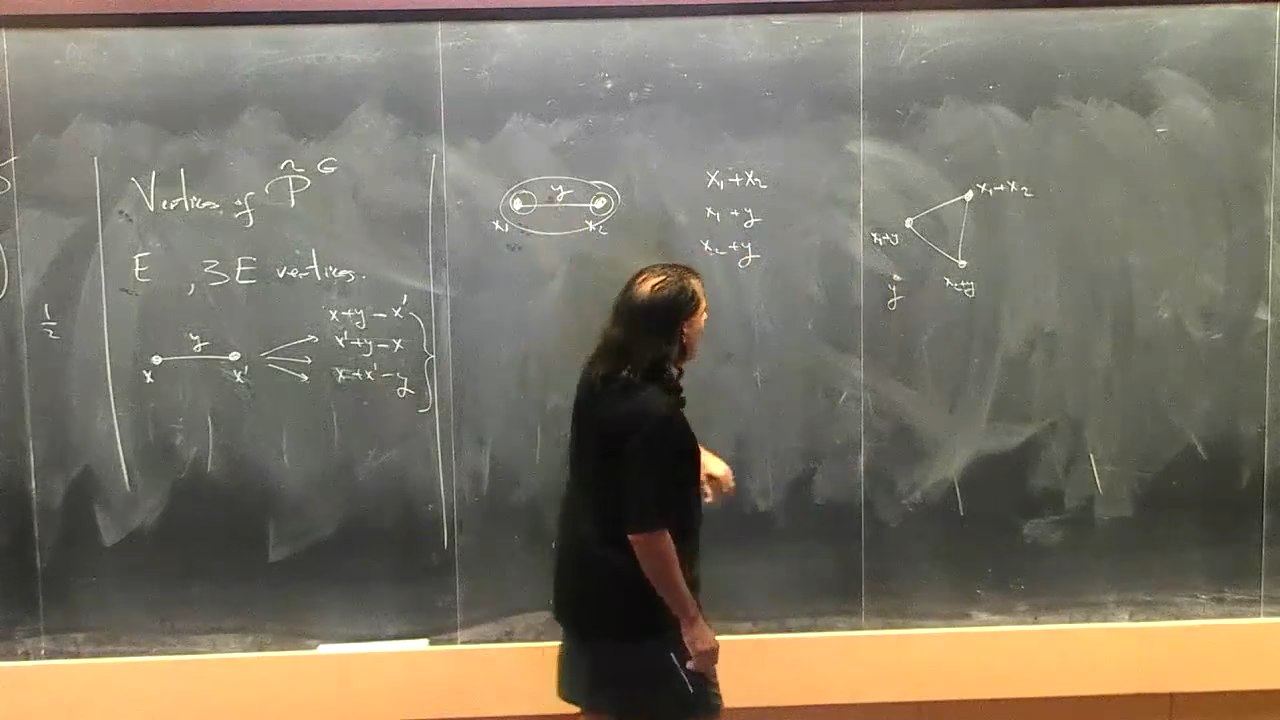 Vertices of P̃ᴳ
E , 3E vertices.
1/2
y
x x'
x+y-x'
x'+y-x
x+x'-y
y
x₁ x₂
x₁+x₂
x₁+y
x₂+y
x₁+x₂
x₁+y
x₂+y
y